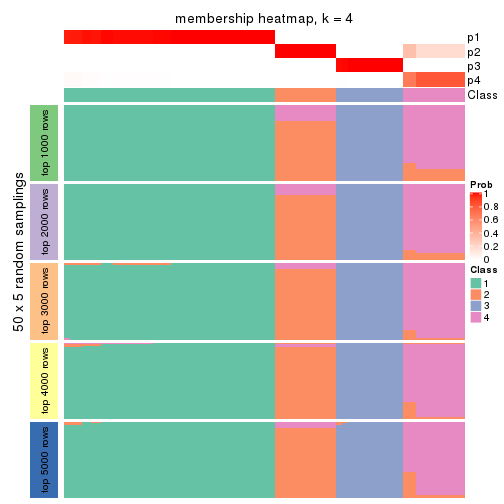 membership heatmap, k = 4
p1
p2
p3
p4
Class
50 x 5 random samplings
top 1000 rows
top 2000 rows
top 3000 rows
top 4000 rows
top 5000 rows
Prob
1
0.8
0.6
0.4
0.2
0
Class
1
2
3
4